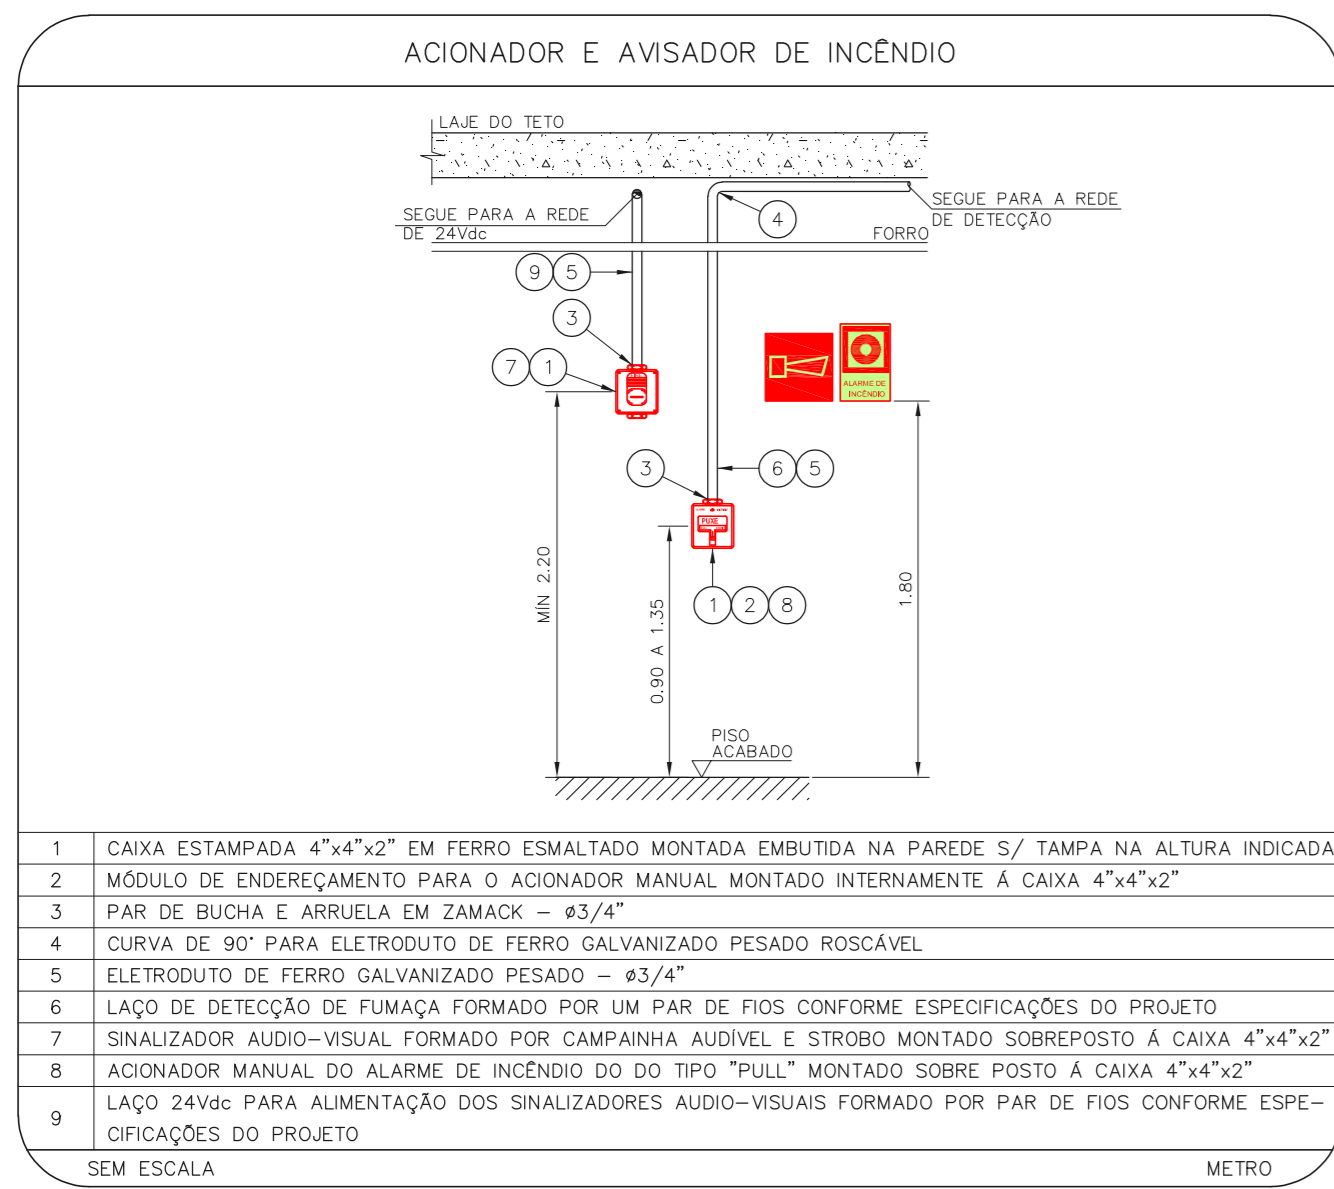 ACIONADOR E AVISADOR DE INCÊNDIO
LAJE DO TETO
SEGUE PARA A REDE
DE 24Vdc
SEGUE PARA A REDE
DE DETECÇÃO
4
FORRO
9 5
3
7 1
ALARME DE
INCÊNDIO
3
6 5
PUXE
1 2 8
MÍN 2.20
0.90 A 1.35
1.80
PISO
ACABADO
1 CAIXA ESTAMPADA 4”x4”x2” EM FERRO ESMALTADO MONTADA EMBUTIDA NA PAREDE S/ TAMPA NA ALTURA INDICADA
2 MÓDULO DE ENDEREÇAMENTO PARA O ACIONADOR MANUAL MONTADO INTERNAMENTE Á CAIXA 4”x4”x2”
3 PAR DE BUCHA E ARRUELA EM ZAMACK – ø3/4”
4 CURVA DE 90° PARA ELETRODUTO DE FERRO GALVANIZADO PESADO ROSCÁVEL
5 ELETRODUTO DE FERRO GALVANIZADO PESADO – ø3/4”
6 LAÇO DE DETECÇÃO DE FUMAÇA FORMADO POR UM PAR DE FIOS CONFORME ESPECIFICAÇÕES DO PROJETO
7 SINALIZADOR AUDIO–VISUAL FORMADO POR CAMPAINHA AUDÍVEL E STROBO MONTADO SOBREPOSTO Á CAIXA 4”x4”x2”
8 ACIONADOR MANUAL DO ALARME DE INCÊNDIO DO DO TIPO "PULL" MONTADO SOBRE POSTO Á CAIXA 4”x4”x2”
9 LAÇO 24Vdc PARA ALIMENTAÇÃO DOS SINALIZADORES AUDIO–VISUAIS FORMADO POR PAR DE FIOS CONFORME ESPE–
CIFICAÇÕES DO PROJETO
SEM ESCALA
METRO